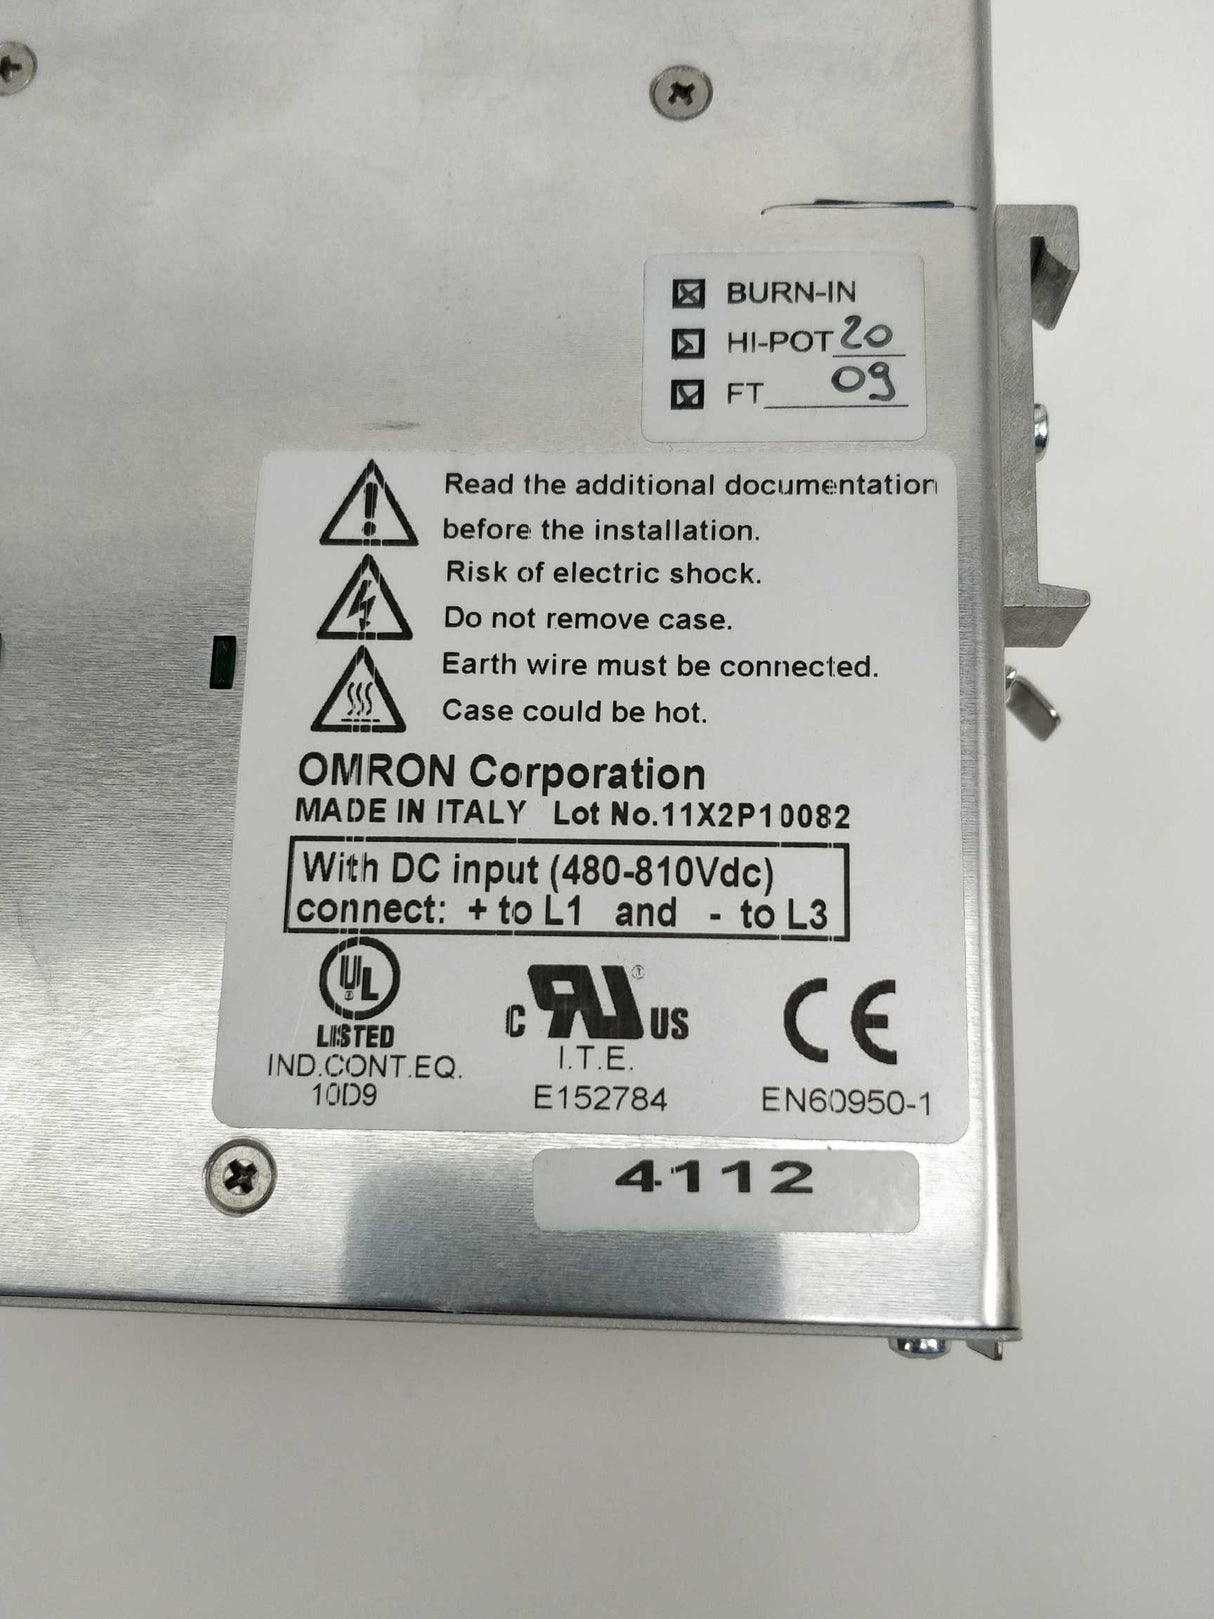 BURN-IN
HI-POT 20
FT 09
Read the additional documentation
before the installation.
Risk of electric shock.
Do not remove case.
Earth wire must be connected.
Case could be hot.
OMRON Corporation
MADE IN ITALY Lot No.11X2P10082
With DC input (480-810Vdc)
connect: + to L1 and - to L3
UL
LISTED
IND.CONT.EQ.
10D9
c RU US
I.T.E.
E152784
CE
EN60950-1
4112